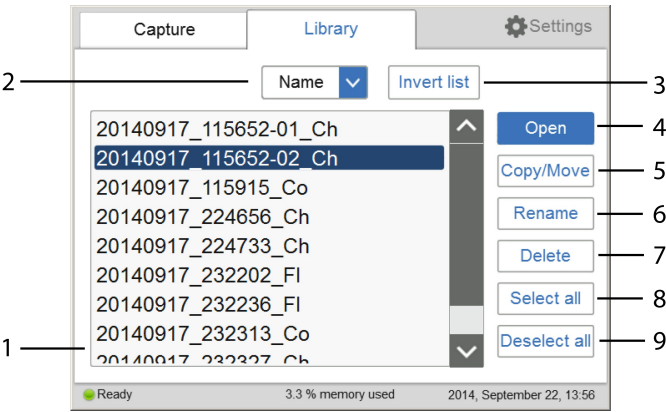 Capture Library Settings
2 Name Invert list 3
20140917_115652-01_Ch Open 4
20140917_115652-02_Ch Copy/Move 5
20140917_115915_Co
20140917_224656_Ch Rename 6
20140917_224733_Ch Delete 7
20140917_232202_Fl
20140917_232236_Fl Select all 8
20140917_232313_Co Deselect all 9
1 20140917_232327_Ch
Ready 3.3 % memory used 2014, September 22, 13:56